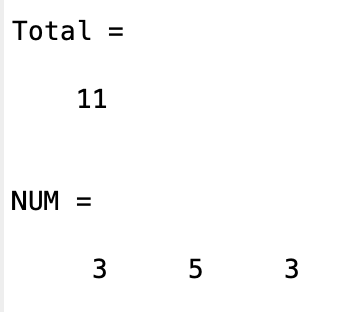 Total =
11
NUM =
3 5 3